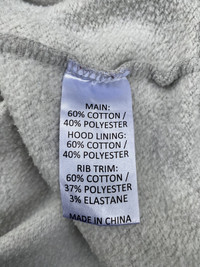 MAIN:
60% COTTON /
40% POLYESTER
HOOD LINING:
60% COTTON /
40% POLYESTER
RIB TRIM:
60% COTTON /
37% POLYESTER
3% ELASTANE
MADE IN CHINA